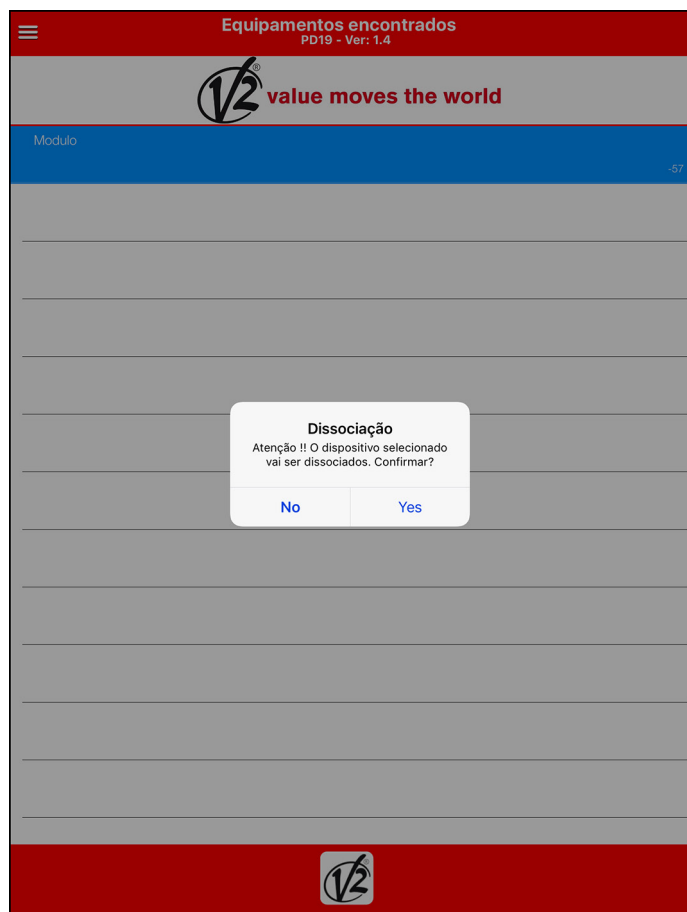 Equipamentos encontrados
PD19 - Ver: 1.4
V2® value moves the world
Modulo
-57
Dissociação
Atenção !! O dispositivo selecionado
vai ser dissociados. Confirmar?
No Yes
V2®